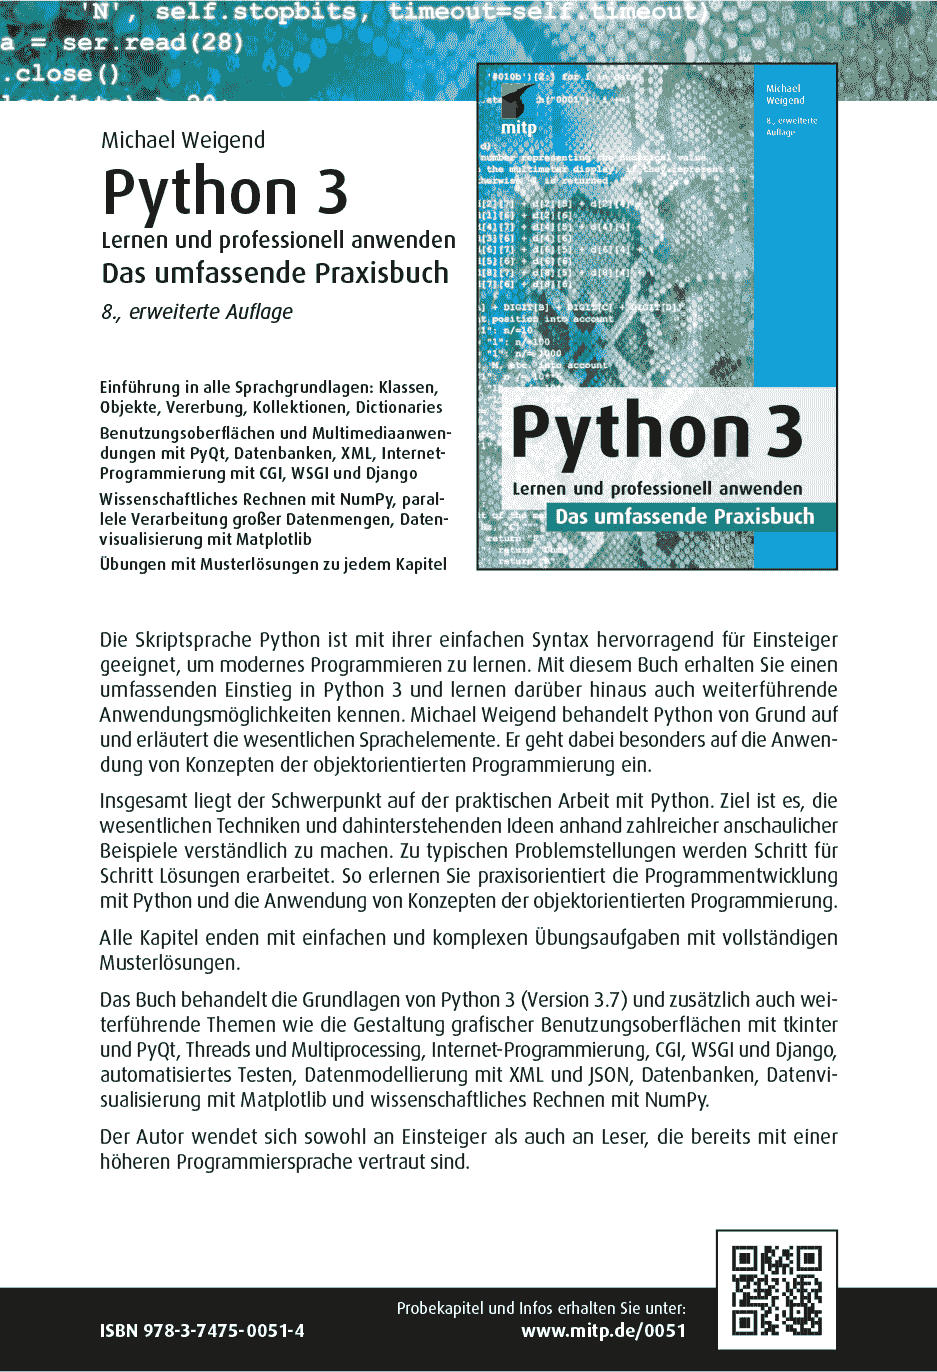 'N', self.stopbits, timeout=self.timeout)
a = ser.read(28)
.close()
Michael Weigend
Python 3
Lernen und professionell anwenden
Das umfassende Praxisbuch
8., erweiterte Auflage
Einführung in alle Sprachgrundlagen: Klassen,
Objekte, Vererbung, Kollektionen, Dictionaries
Benutzungsoberflächen und Multimediaanwen-
dungen mit PyQt, Datenbanken, XML, Internet-
Programmierung mit CGI, WSGI und Django
Wissenschaftliches Rechnen mit NumPy, paral-
lele Verarbeitung großer Datenmengen, Daten-
visualisierung mit Matplotlib
Übungen mit Musterlösungen zu jedem Kapitel
mitp
Michael
Weigend
8., erweiterte
Auflage
Python 3
Lernen und professionell anwenden
Das umfassende Praxisbuch
Die Skriptsprache Python ist mit ihrer einfachen Syntax hervorragend für Einsteiger
geeignet, um modernes Programmieren zu lernen. Mit diesem Buch erhalten Sie einen
umfassenden Einstieg in Python 3 und lernen darüber hinaus auch weiterführende
Anwendungsmöglichkeiten kennen. Michael Weigend behandelt Python von Grund auf
und erläutert die wesentlichen Sprachelemente. Er geht dabei besonders auf die Anwen-
dung von Konzepten der objektorientierten Programmierung ein.
Insgesamt liegt der Schwerpunkt auf der praktischen Arbeit mit Python. Ziel ist es, die
wesentlichen Techniken und dahinterstehenden Ideen anhand zahlreicher anschaulicher
Beispiele verständlich zu machen. Zu typischen Problemstellungen werden Schritt für
Schritt Lösungen erarbeitet. So erlernen Sie praxisorientiert die Programmentwicklung
mit Python und die Anwendung von Konzepten der objektorientierten Programmierung.
Alle Kapitel enden mit einfachen und komplexen Übungsaufgaben mit vollständigen
Musterlösungen.
Das Buch behandelt die Grundlagen von Python 3 (Version 3.7) und zusätzlich auch wei-
terführende Themen wie die Gestaltung grafischer Benutzungsoberflächen mit tkinter
und PyQt, Threads und Multiprocessing, Internet-Programmierung, CGI, WSGI und Django,
automatisiertes Testen, Datenmodellierung mit XML und JSON, Datenbanken, Datenvi-
sualisierung mit Matplotlib und wissenschaftliches Rechnen mit NumPy.
Der Autor wendet sich sowohl an Einsteiger als auch an Leser, die bereits mit einer
höheren Programmiersprache vertraut sind.
Probekapitel und Infos erhalten Sie unter:
ISBN 978-3-7475-0051-4
www.mitp.de/0051